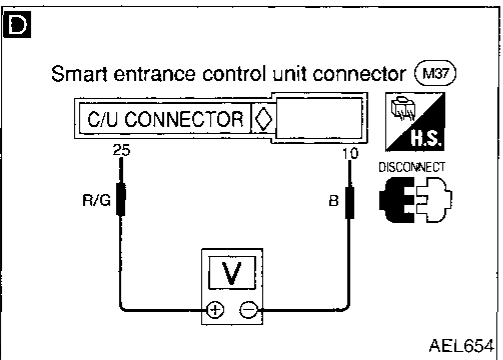 D
Smart entrance control unit connector M37
C/U CONNECTOR
H.S.
25
10
DISCONNECT
R/G
B
V
+ -
AEL654